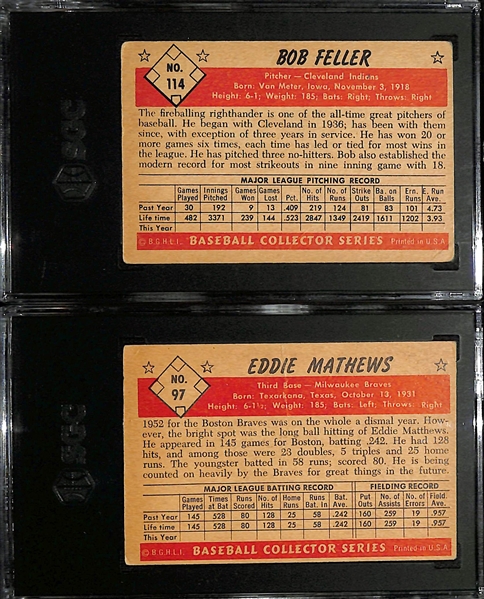 BOB FELLER
NO.
114
Pitcher — Cleveland Indians
Born: Van Meter, Iowa, November 3, 1918
Height: 6-1; Weight: 185; Bats: Right; Throws: Right
The fireballing righthander is one of the all-time great pitchers of
baseball. He began with Cleveland in 1936; has been with them
since, with exception of three years in service. He has won 20 or
more games six times, each time has led or tied for most wins in
the league. He has pitched three no-hitters. Bob also established the
modern record for most strikeouts in nine inning game with 18.
MAJOR LEAGUE PITCHING RECORD
Games Played Innings Pitched Games Won Games Lost Pct. No. of Hits No. of Runs Strike Outs Ba. on Balls Ern. Runs E. Run Ave.
Past Year 30 192 9 13 .409 219 124 81 83 101 4.73
Life time 482 3371 239 144 .523 2847 1349 2419 1611 1202 3.93
This Year
© B.G.H.L.I. BASEBALL COLLECTOR SERIES Printed in U.S.A.
SGC
EDDIE MATHEWS
NO.
97
Third Base — Milwaukee Braves
Born: Texarkana, Texas, October 13, 1931
Height: 6-1½; Weight: 185; Bats: Left; Throws: Right
1952 for the Boston Braves was on the whole a dismal year. How-
ever, the bright spot was the long ball hitting of Eddie Matthews.
He appeared in 145 games for Boston, batting .242. He had 128
hits, and among those were 23 doubles, 5 triples and 25 home
runs. The youngster batted in 58 runs; scored 80. He is being
counted on heavily by the Braves for great things in the future.
MAJOR LEAGUE BATTING RECORD FIELDING RECORD
Games Played Times at Bat Runs Scored No. of Hits Home Runs Runs Bat. In Bat. Ave. Put Outs No. of Assists No. of Errors Field. Ave.
Past Year 145 528 80 128 25 58 .242 160 259 19 .957
Life time 145 528 80 128 25 58 .242 160 259 19 .957
This Year
© B.G.H.L.I. BASEBALL COLLECTOR SERIES Printed in U.S.A.
SGC